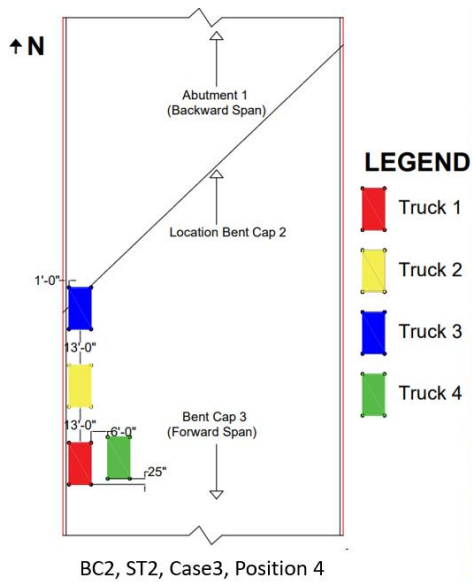 N
Abutment 1
(Backward Span)
LEGEND
Truck 1
Location Bent Cap 2
Truck 2
1'-0"
Truck 3
13'-0"
Truck 4
13'-0"
6'-0"
Bent Cap 3
(Forward Span)
25"
BC2, ST2, Case3, Position 4